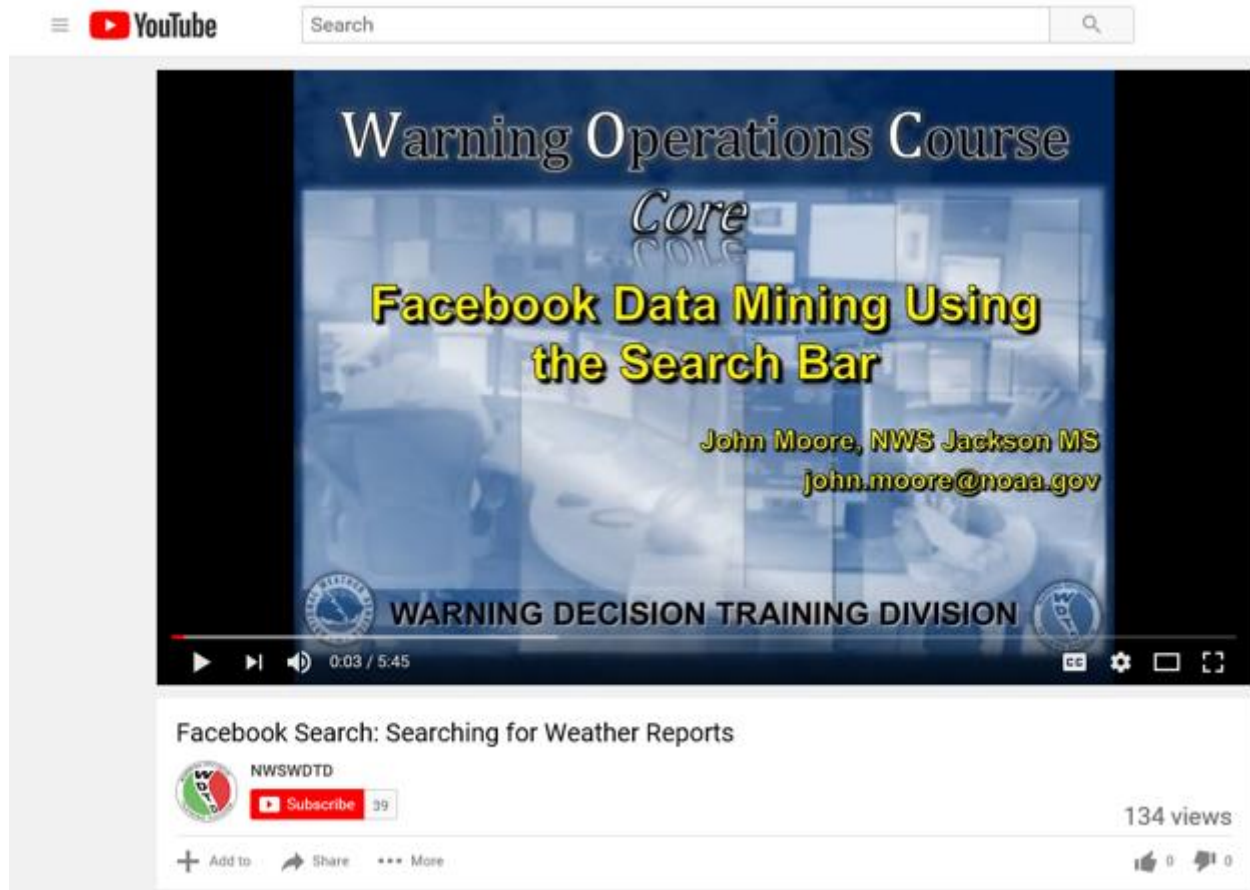 YouTube
Search
Warning Operations Course
Core
Facebook Data Mining Using
the Search Bar
John Moore, NWS Jackson MS
john.moore@noaa.gov
WARNING DECISION TRAINING DIVISION
0:03 / 5:45
CC
Facebook Search: Searching for Weather Reports
NWSWDTD
Subscribe 39
134 views
Add to Share More 0 0